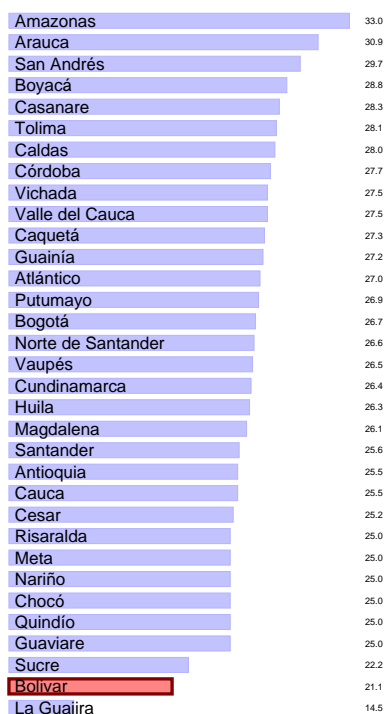 Amazonas 33.0
Arauca 30.9
San Andrés 29.7
Boyacá 28.8
Casanare 28.3
Tolima 28.1
Caldas 28.0
Córdoba 27.7
Vichada 27.5
Valle del Cauca 27.5
Caquetá 27.3
Guainía 27.2
Atlántico 27.0
Putumayo 26.9
Bogotá 26.7
Norte de Santander 26.6
Vaupés 26.5
Cundinamarca 26.4
Huila 26.3
Magdalena 26.1
Santander 25.6
Antioquia 25.5
Cauca 25.5
Cesar 25.2
Risaralda 25.0
Meta 25.0
Nariño 25.0
Chocó 25.0
Quindío 25.0
Guaviare 25.0
Sucre 22.2
Bolivar 21.1
La Guajira 14.5